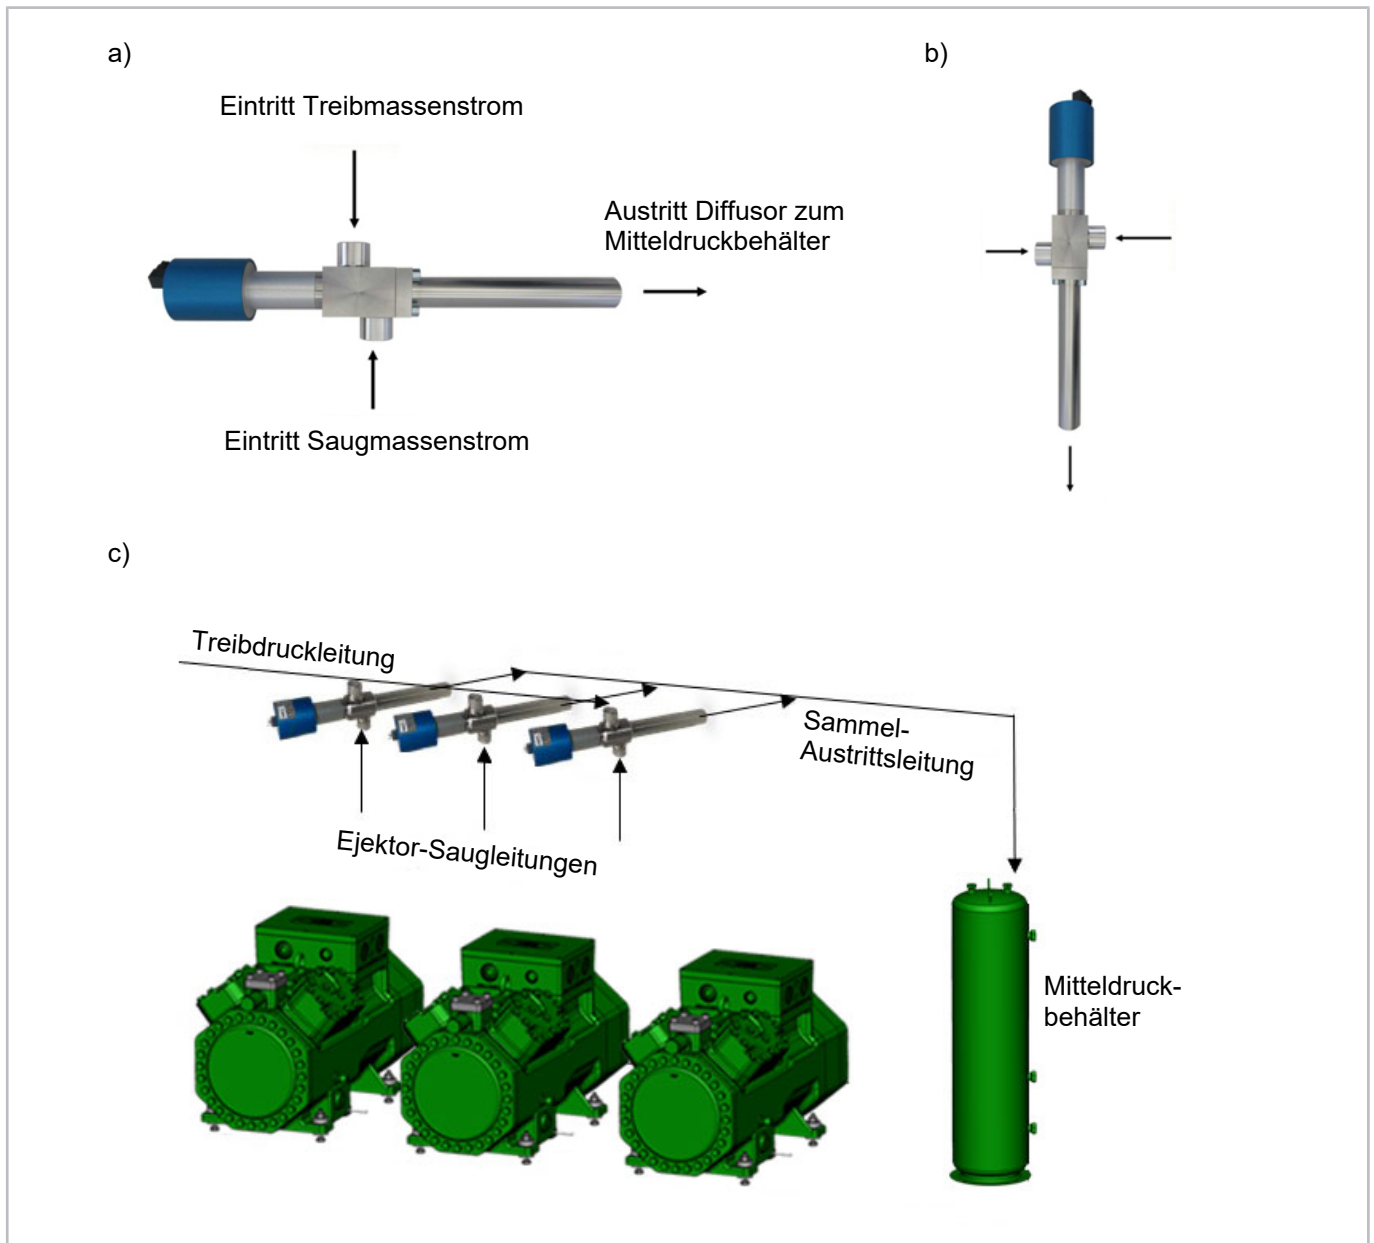 a)
b)
Eintritt Treibmassenstrom
Austritt Diffusor zum
Mitteldruckbehälter
Eintritt Saugmassenstrom
c)
Treibdruckleitung
Sammel-
Austrittsleitung
Ejektor-Saugleitungen
Mitteldruck-
behälter